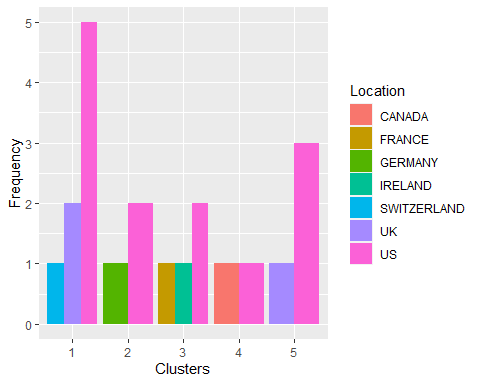 5
4
3
2
1
0
Frequency
1 2 3 4 5
Clusters
Location
CANADA
FRANCE
GERMANY
IRELAND
SWITZERLAND
UK
US